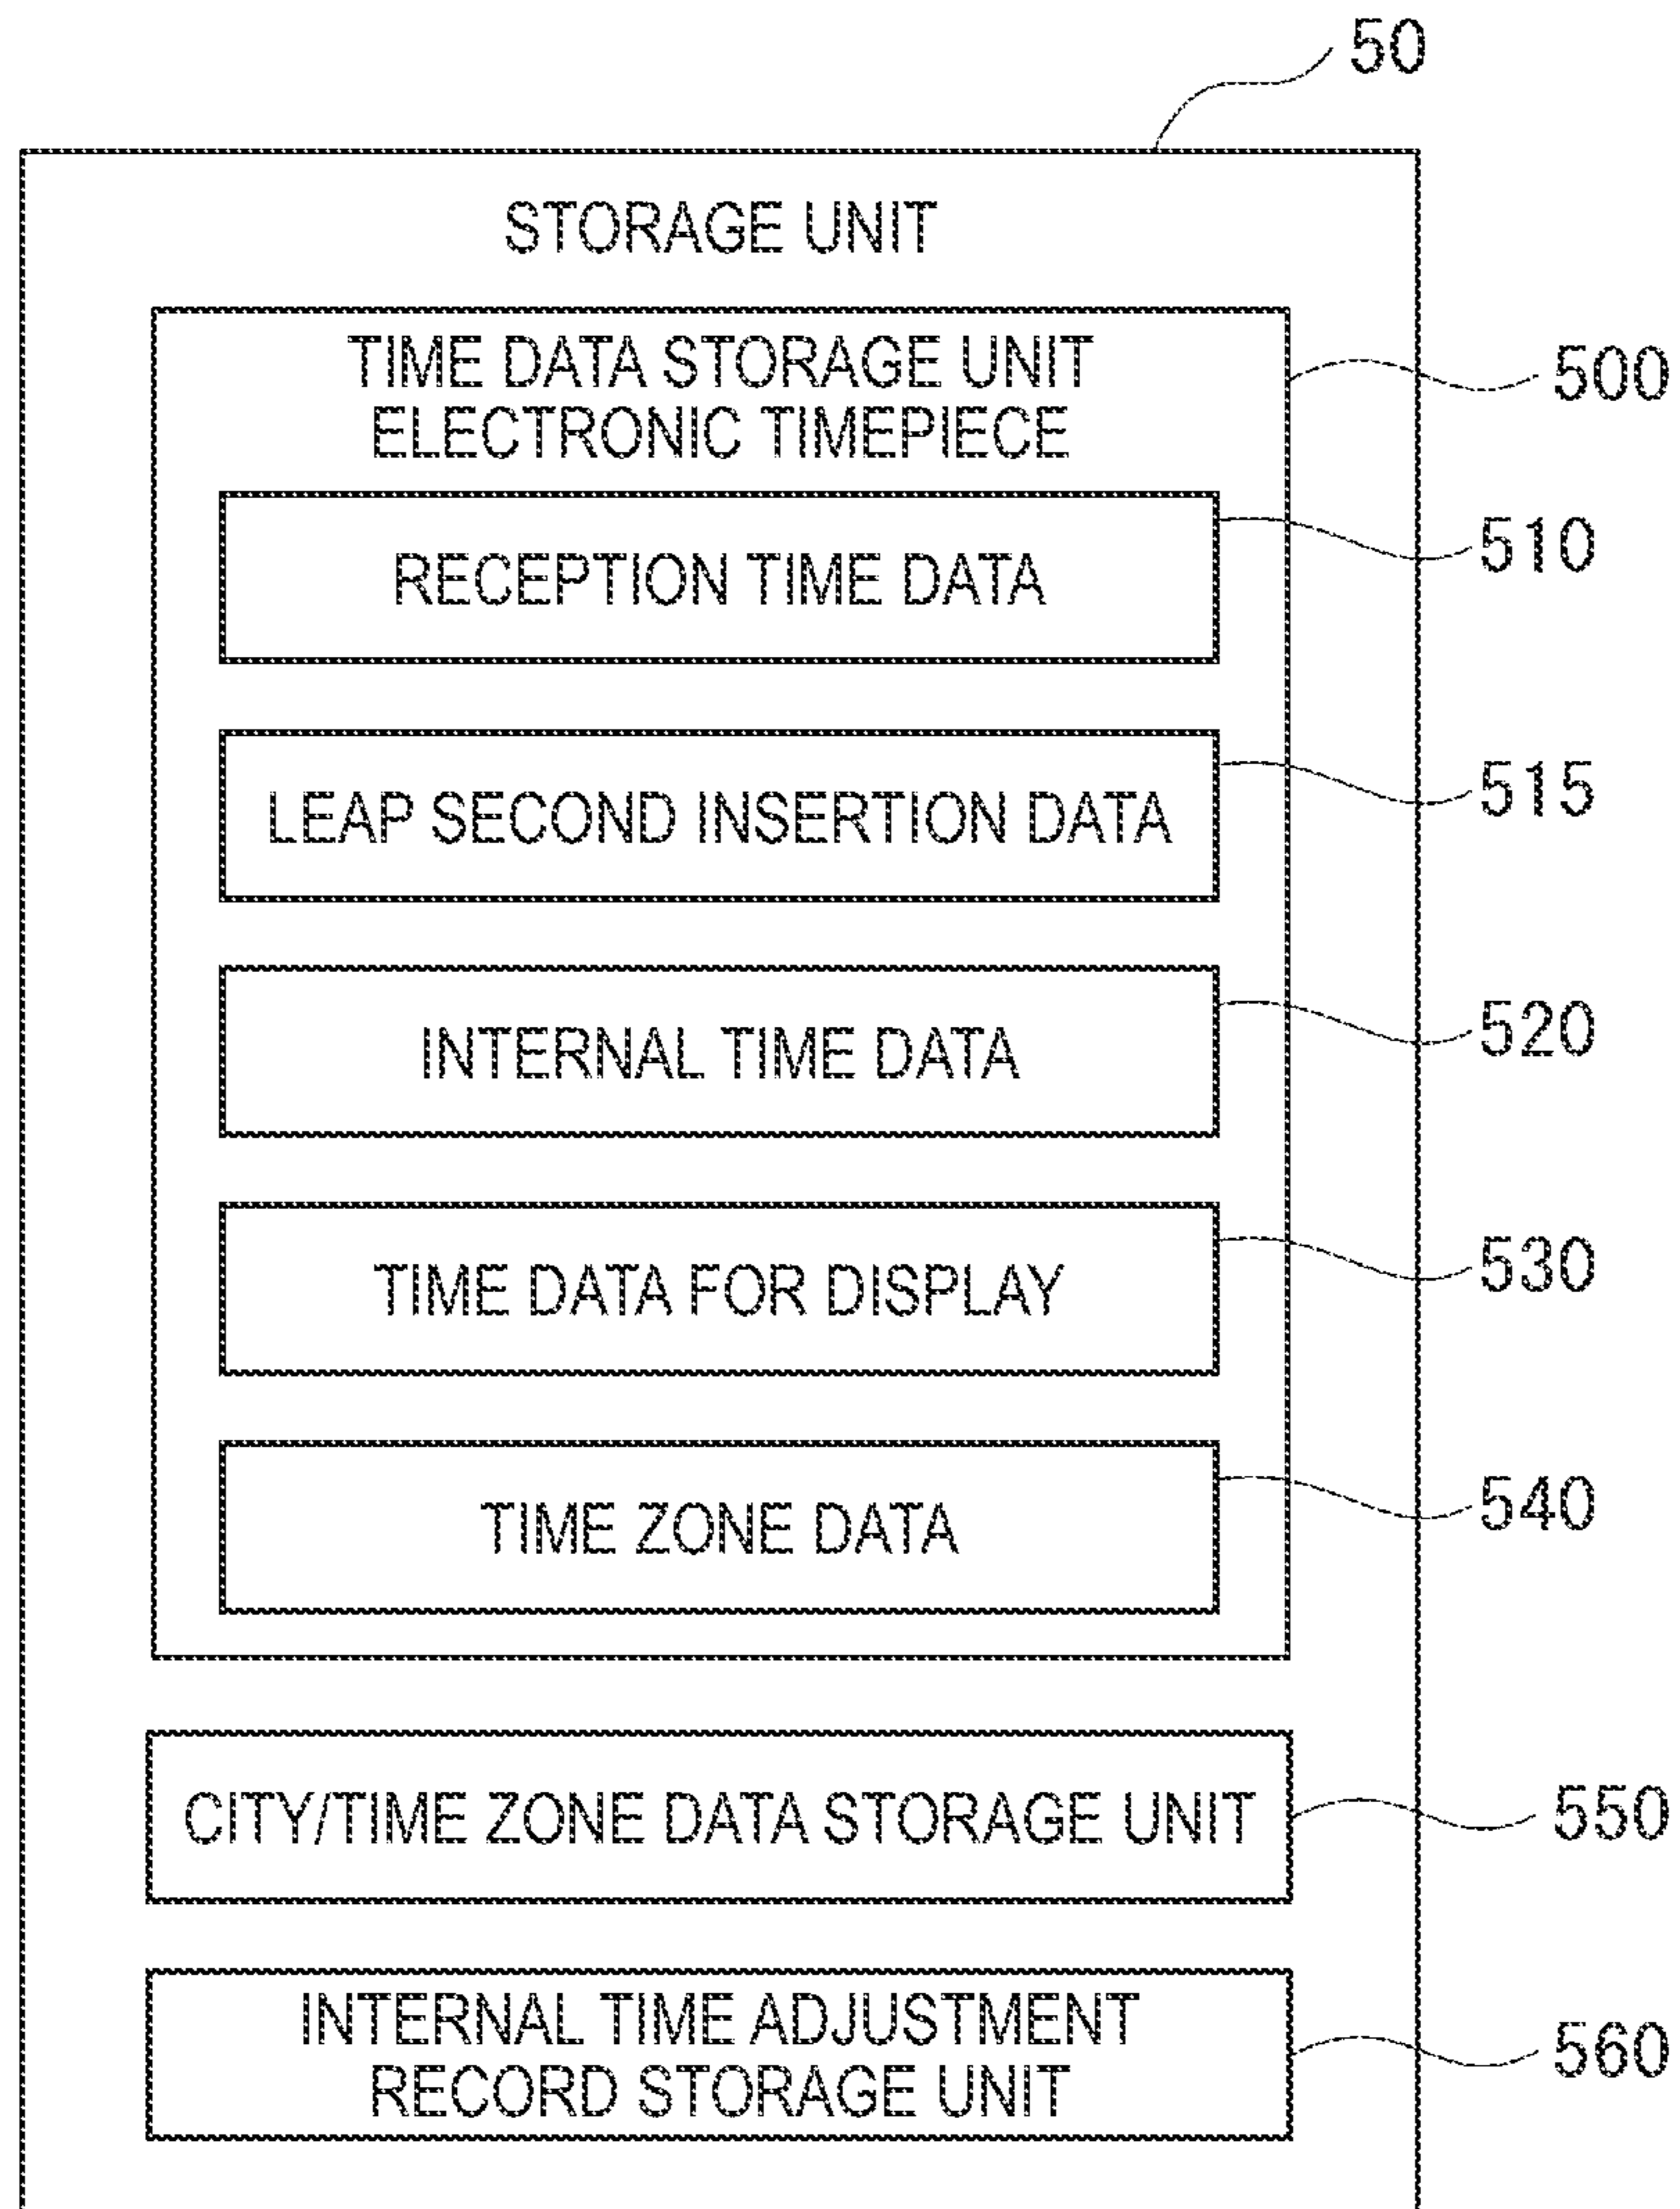 50
STORAGE UNIT
TIME DATA STORAGE UNIT
ELECTRONIC TIMEPIECE
500
RECEPTION TIME DATA
510
LEAP SECOND INSERTION DATA
515
INTERNAL TIME DATA
520
TIME DATA FOR DISPLAY
530
TIME ZONE DATA
540
CITY/TIME ZONE DATA STORAGE UNIT
550
INTERNAL TIME ADJUSTMENT
RECORD STORAGE UNIT
560